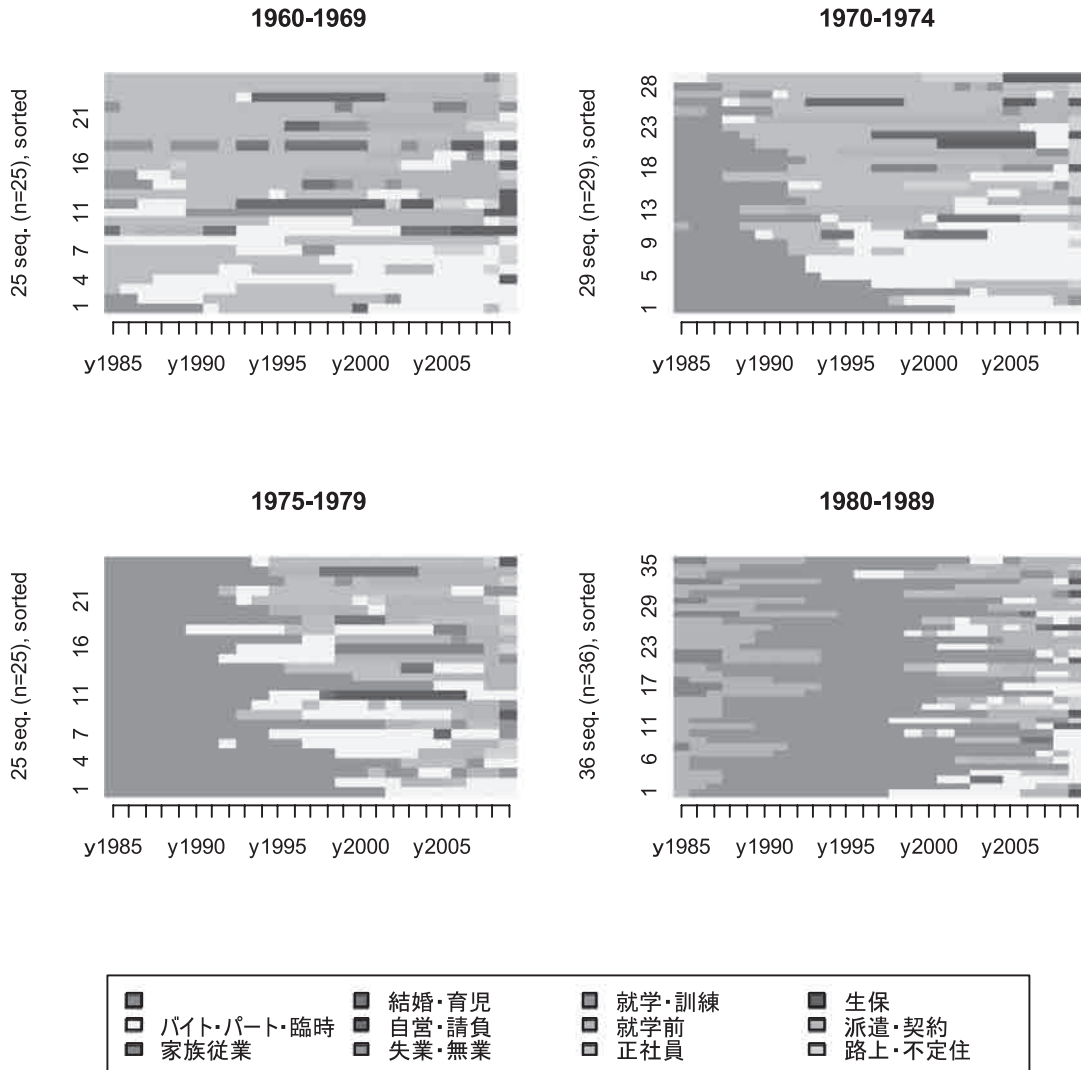 1960-1969
25 seq. (n=25), sorted
1 4 7 11 16 21
y1985 y1990 y1995 y2000 y2005
1970-1974
29 seq. (n=29), sorted
1 5 9 13 18 23 28
y1985 y1990 y1995 y2000 y2005
1975-1979
25 seq. (n=25), sorted
1 4 7 11 16 21
y1985 y1990 y1995 y2000 y2005
1980-1989
36 seq. (n=36), sorted
1 6 11 17 23 29 35
y1985 y1990 y1995 y2000 y2005
結婚・育児 就学・訓練 生保
バイト・パート・臨時 自営・請負 就学前 派遣・契約
家族従業 失業・無業 正社員 路上・不定住